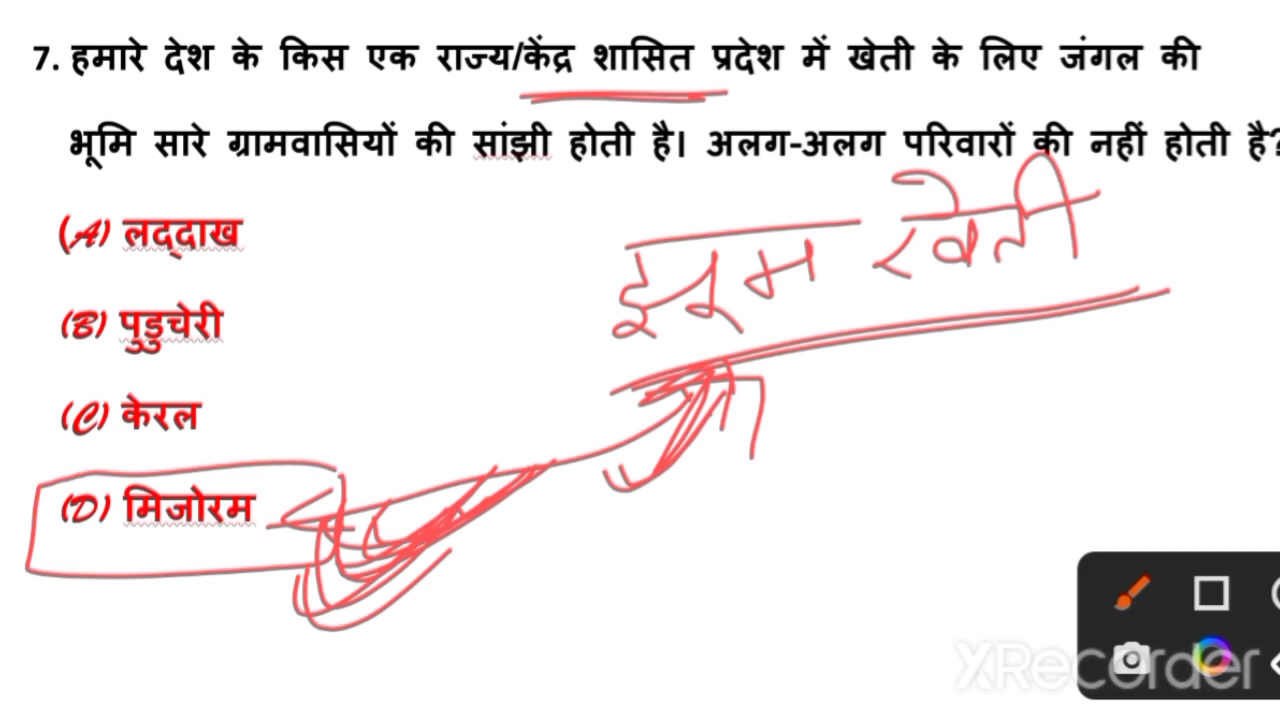 7. हमारे देश के किस एक राज्य/केंद्र शासित प्रदेश में खेती के लिए जंगल की
भूमि सारे ग्रामवासियों की सांझी होती है। अलग-अलग परिवारों की नहीं होती है?
(A) लद्दाख
झूम खेती
(B) पुडुचेरी
(C) केरल
(D) मिजोरम
XRecorder